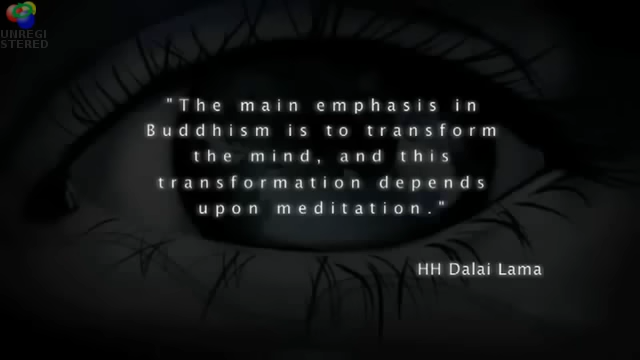 UNREGI
STERED
"The main emphasis in
Buddhism is to transform
the mind, and this
transformation depends
upon meditation."
HH Dalai Lama